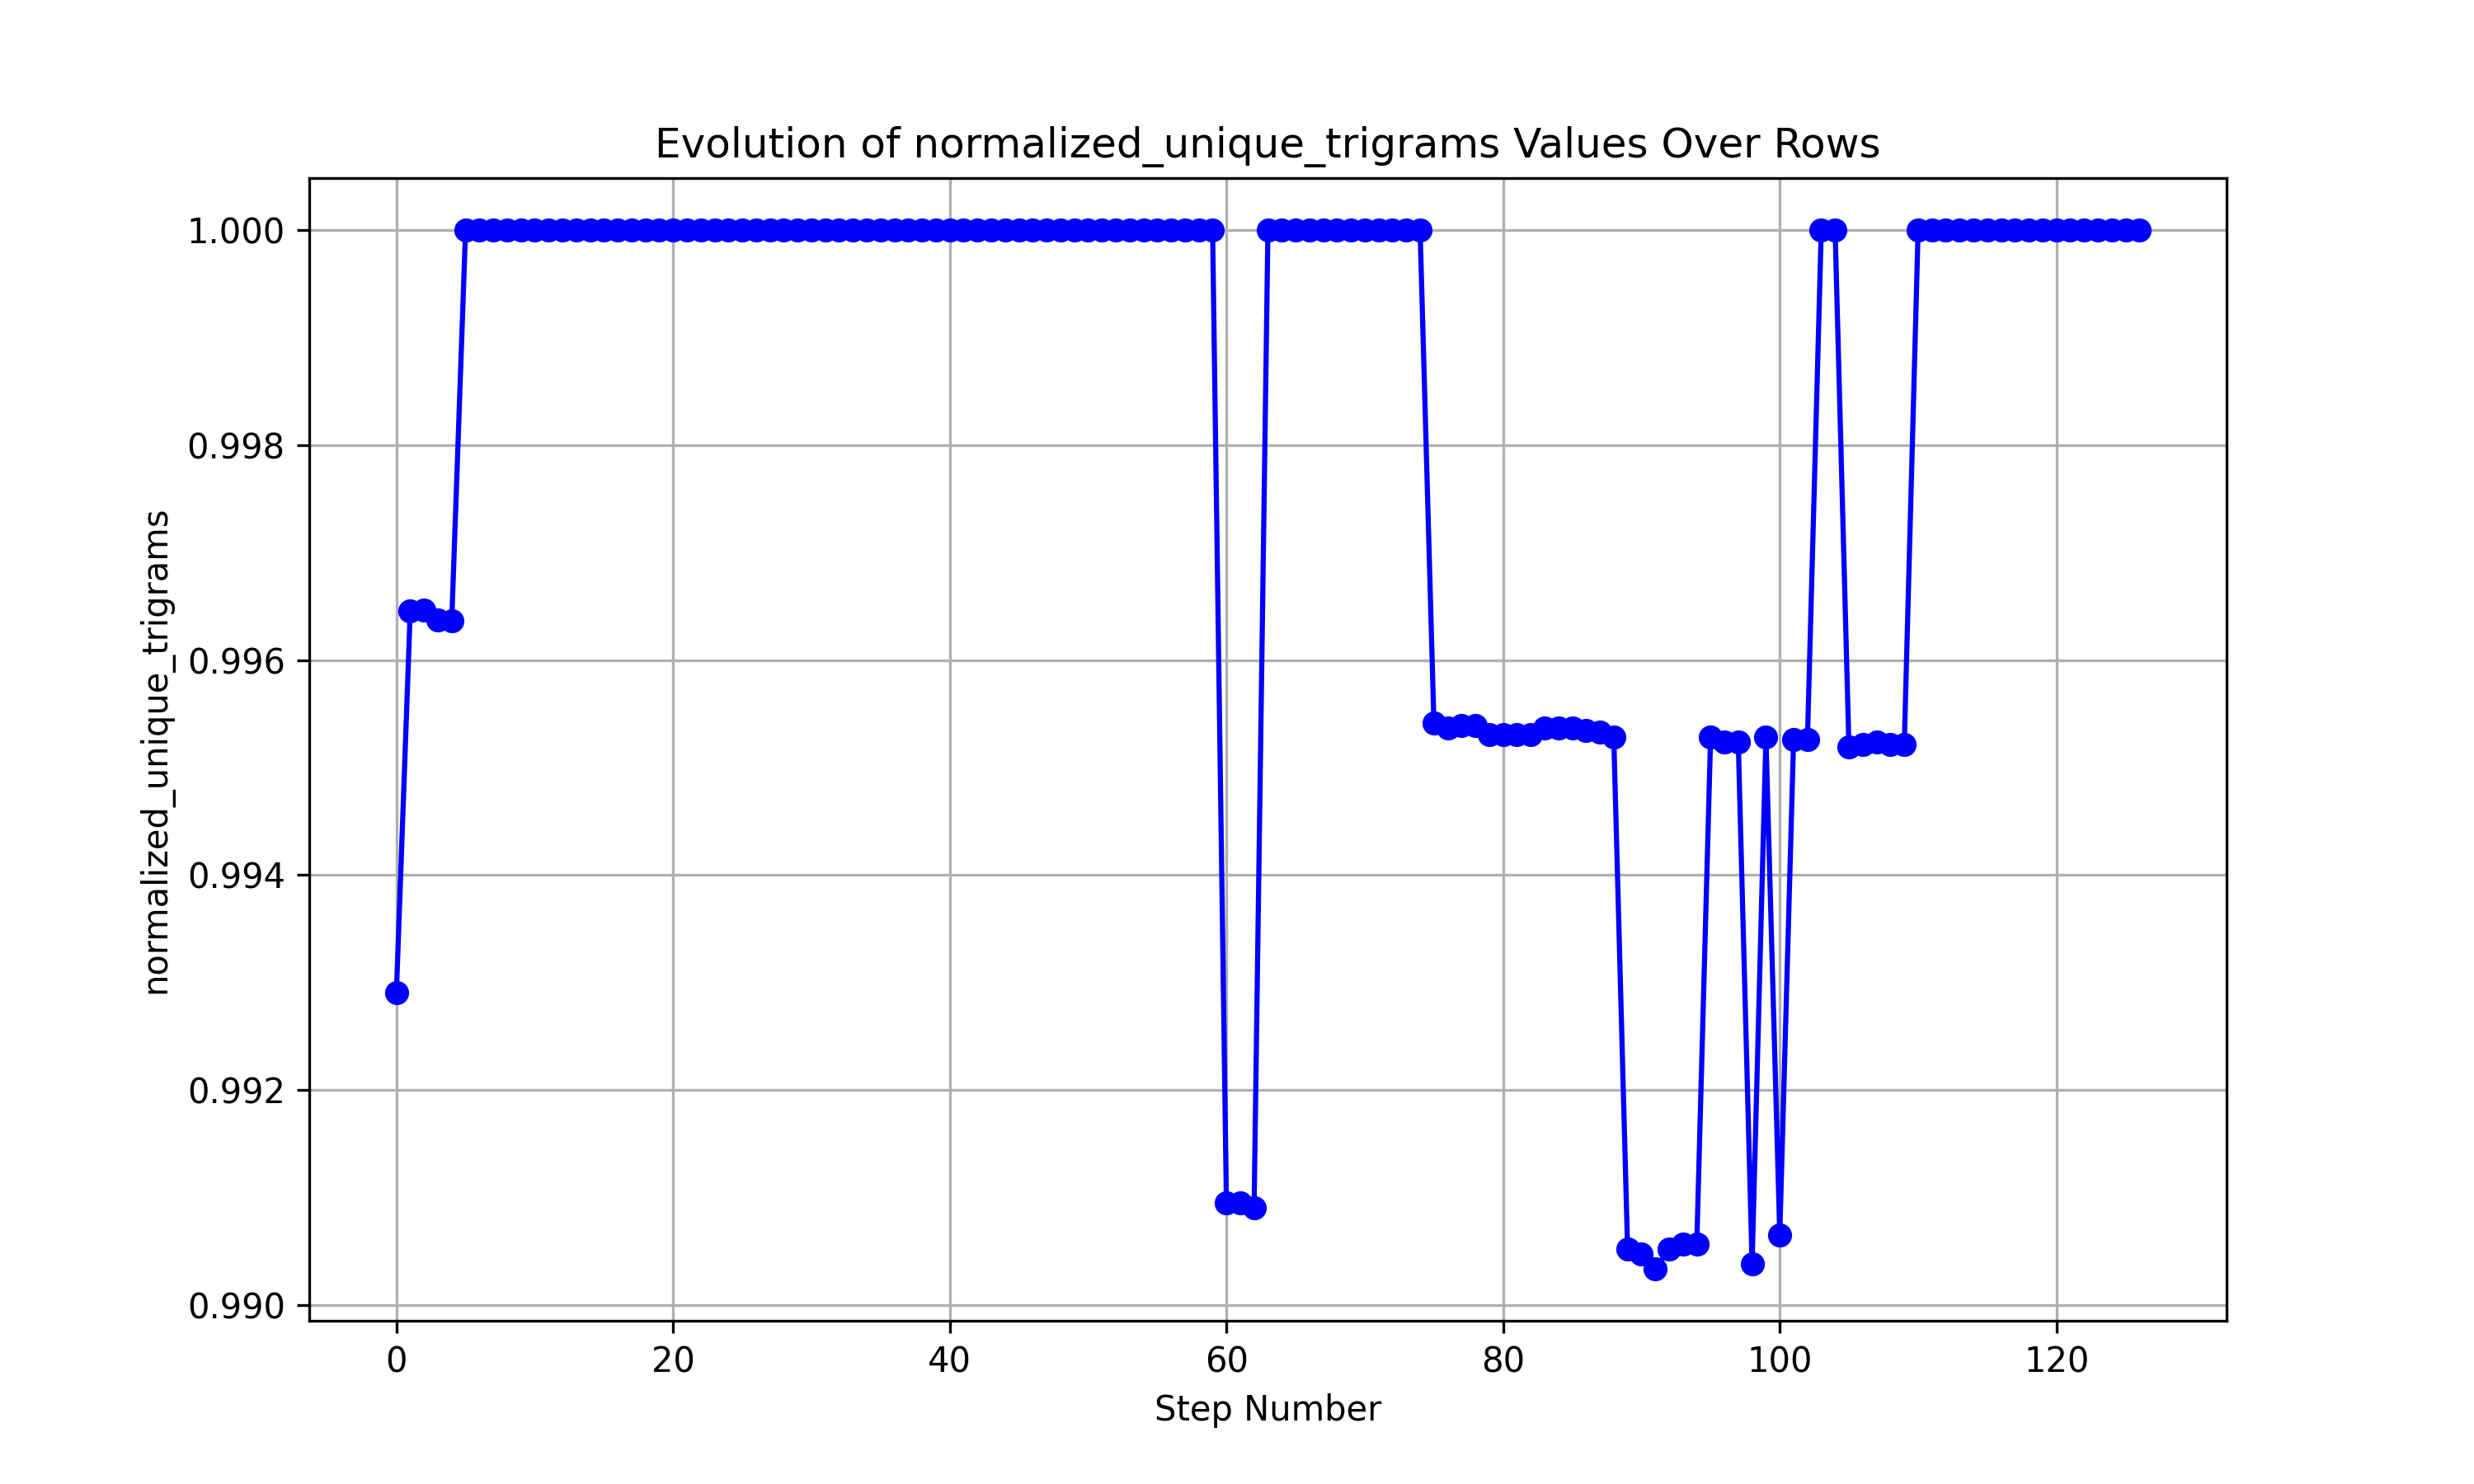 Evolution of normalized_unique_trigrams Values Over Rows
normalized_unique_trigrams
1.000
0.998
0.996
0.994
0.992
0.990
0 20 40 60 80 100 120
Step Number